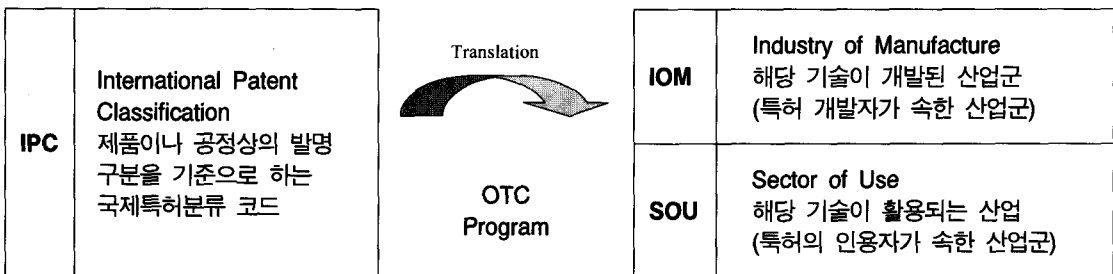 IPC
International Patent
Classification
제품이나 공정상의 발명
구분을 기준으로 하는
국제특허분류 코드
Translation
OTC
Program
IOM
Industry of Manufacture
해당 기술이 개발된 산업군
(특허 개발자가 속한 산업군)
SOU
Sector of Use
해당 기술이 활용되는 산업
(특허의 인용자가 속한 산업군)